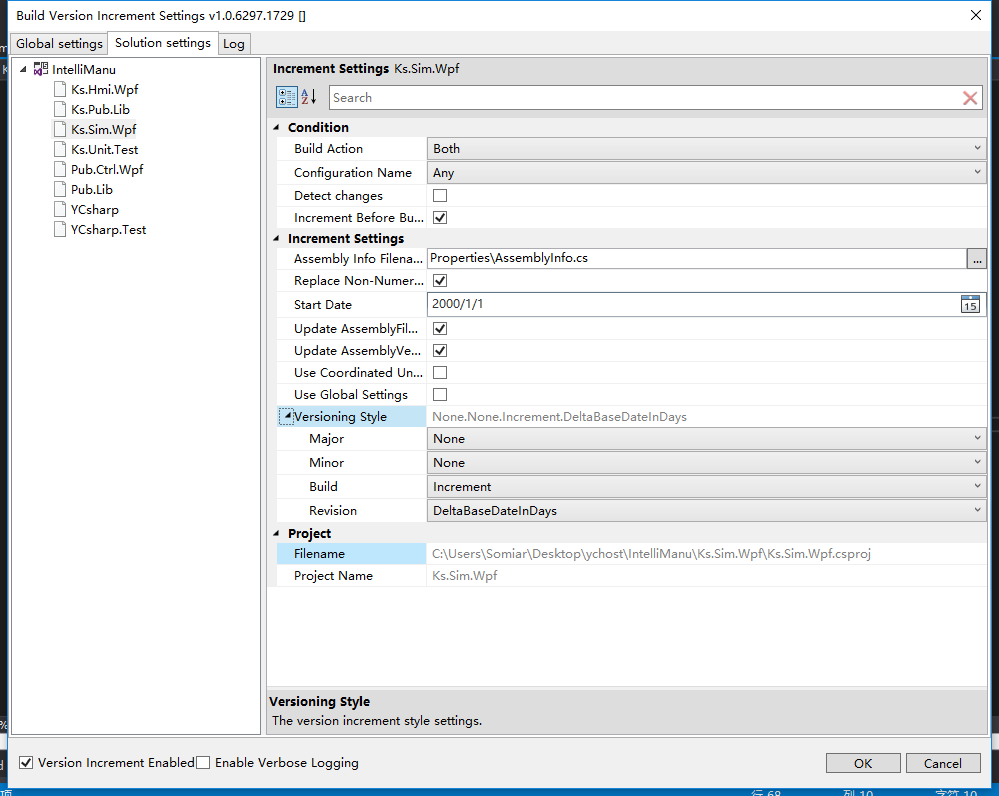 Build Version Increment Settings v1.0.6297.1729 []
Global settings Solution settings Log
IntelliManu
Ks.Hmi.Wpf
Ks.Pub.Lib
Ks.Sim.Wpf
Ks.Unit.Test
Pub.Ctrl.Wpf
Pub.Lib
YCsharp
YCsharp.Test
Increment Settings Ks.Sim.Wpf
Search
Condition
Build Action Both
Configuration Name Any
Detect changes
Increment Before Bu...
Increment Settings
Assembly Info Filena... Properties\AssemblyInfo.cs ...
Replace Non-Numer...
Start Date 2000/1/1 15
Update AssemblyFil...
Update AssemblyVe...
Use Coordinated Un...
Use Global Settings
Versioning Style None.None.Increment.DeltaBaseDateInDays
Major None
Minor None
Build Increment
Revision DeltaBaseDateInDays
Project
Filename C:\Users\Somiar\Desktop\ychost\IntelliManu\Ks.Sim.Wpf\Ks.Sim.Wpf.csproj
Project Name Ks.Sim.Wpf
Versioning Style
The version increment style settings.
Version Increment Enabled Enable Verbose Logging OK Cancel